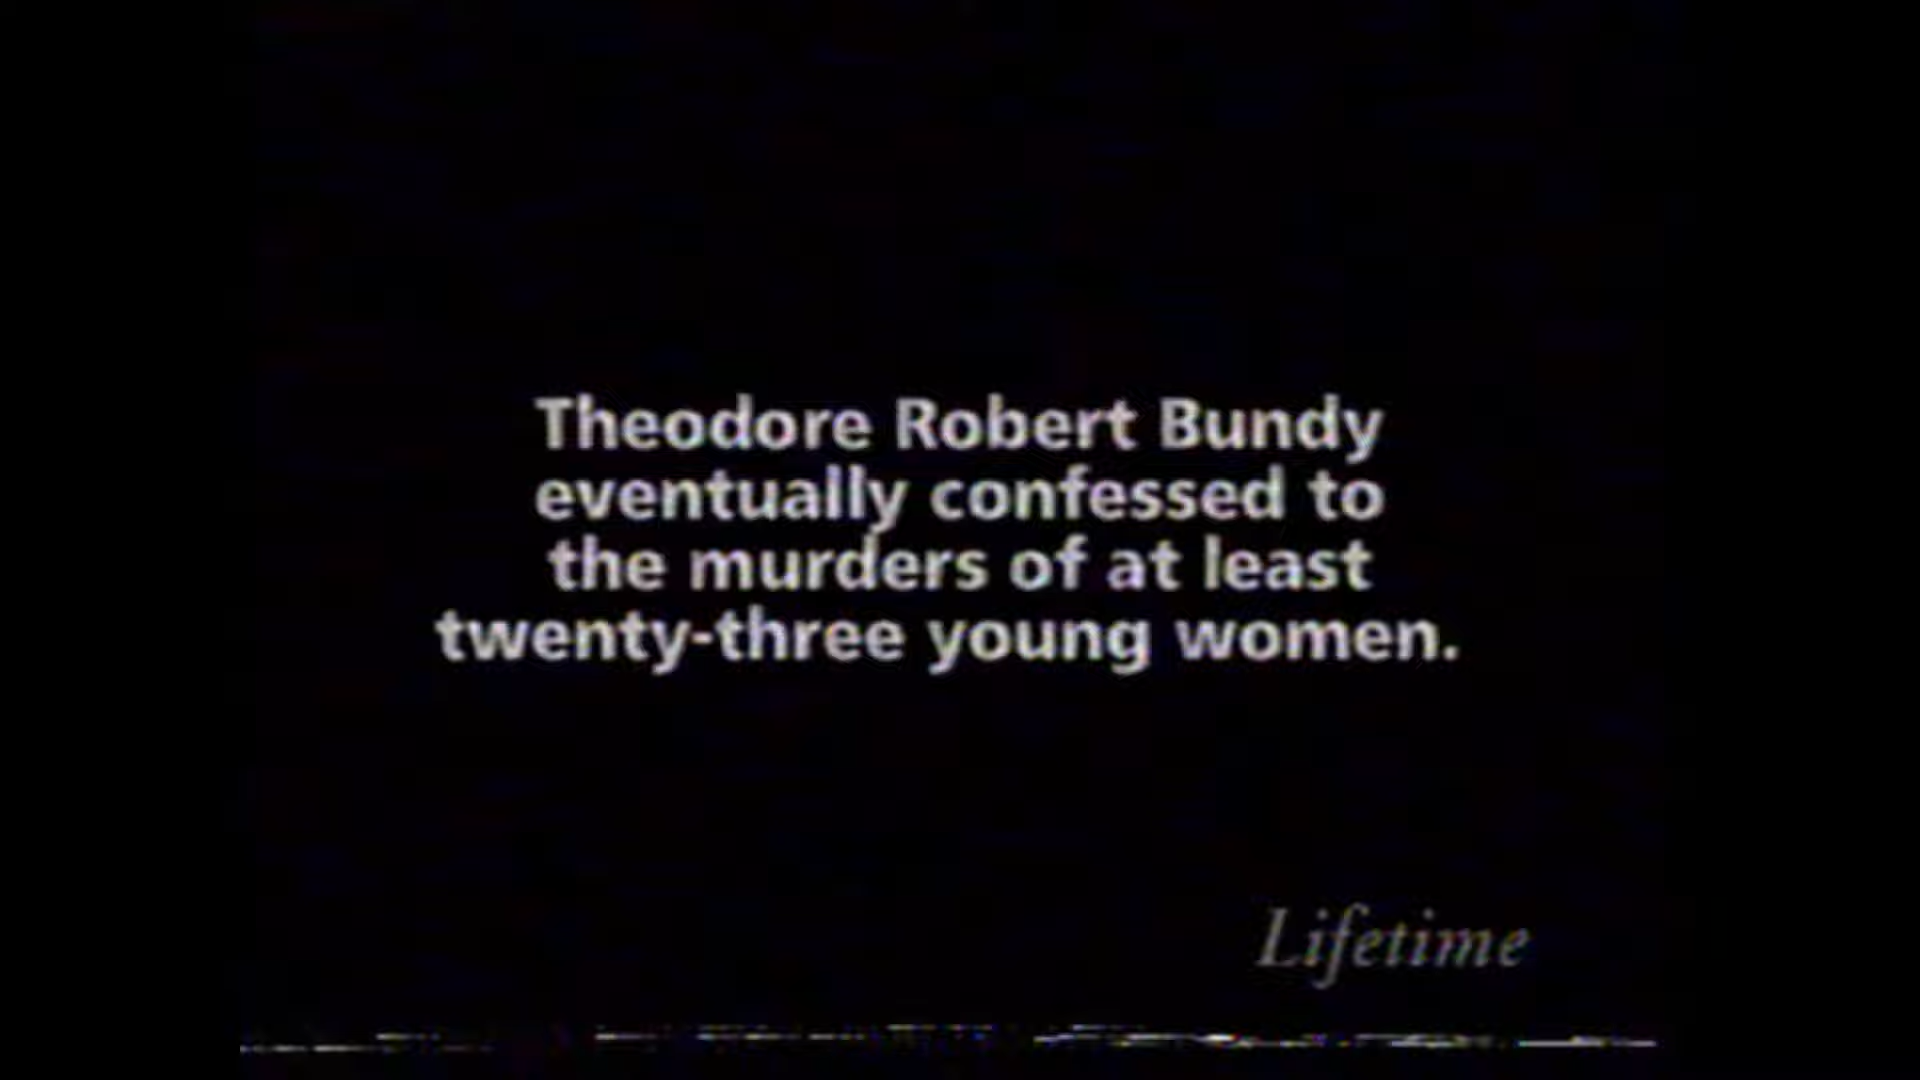 Theodore Robert Bundy
eventually confessed to
the murders of at least
twenty-three young women.
Lifetime